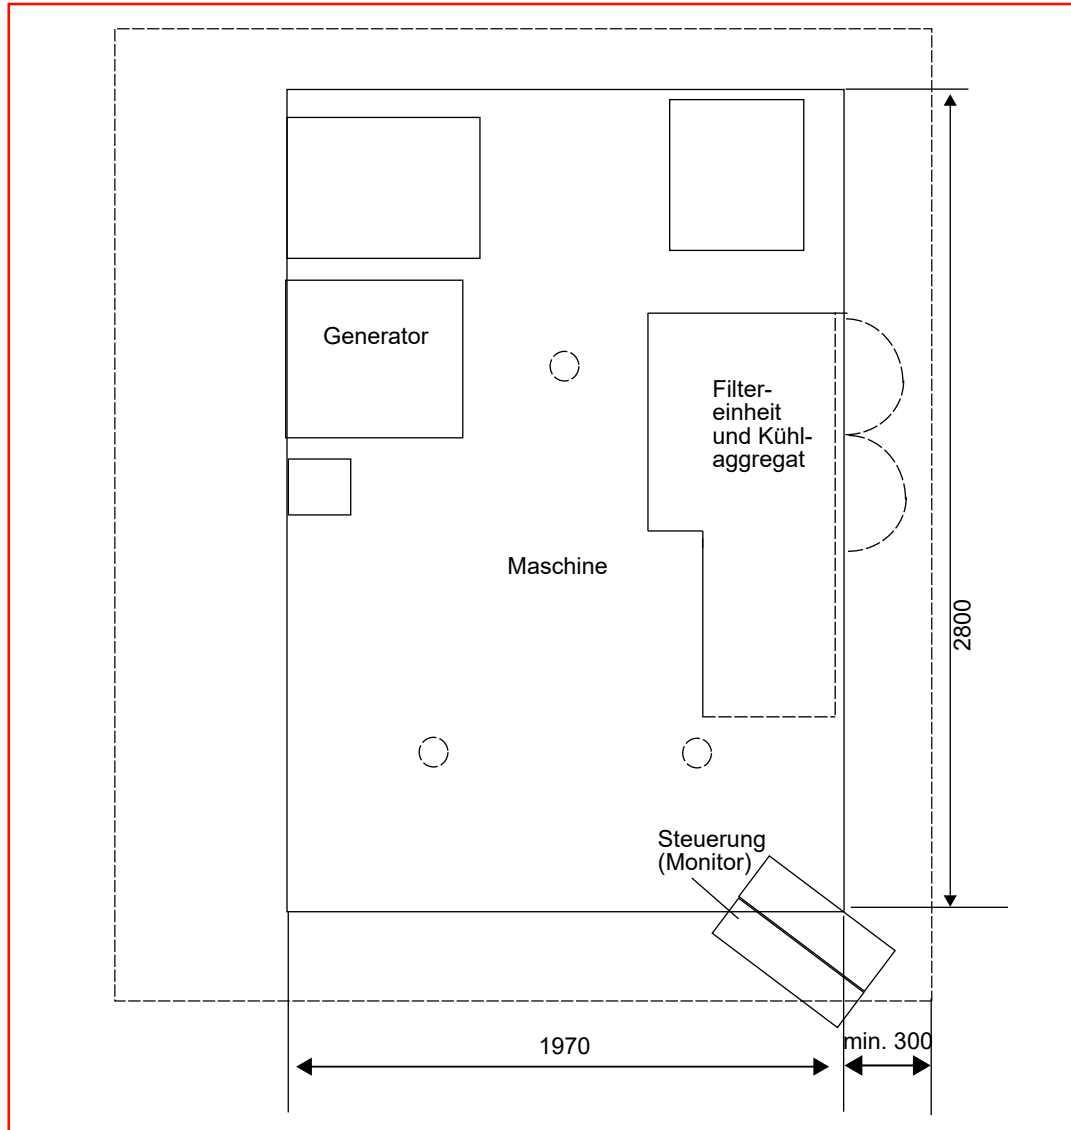 Generator
Filter-
einheit
und Kühl-
aggregat
Maschine
2800
Steuerung
(Monitor)
1970
min. 300